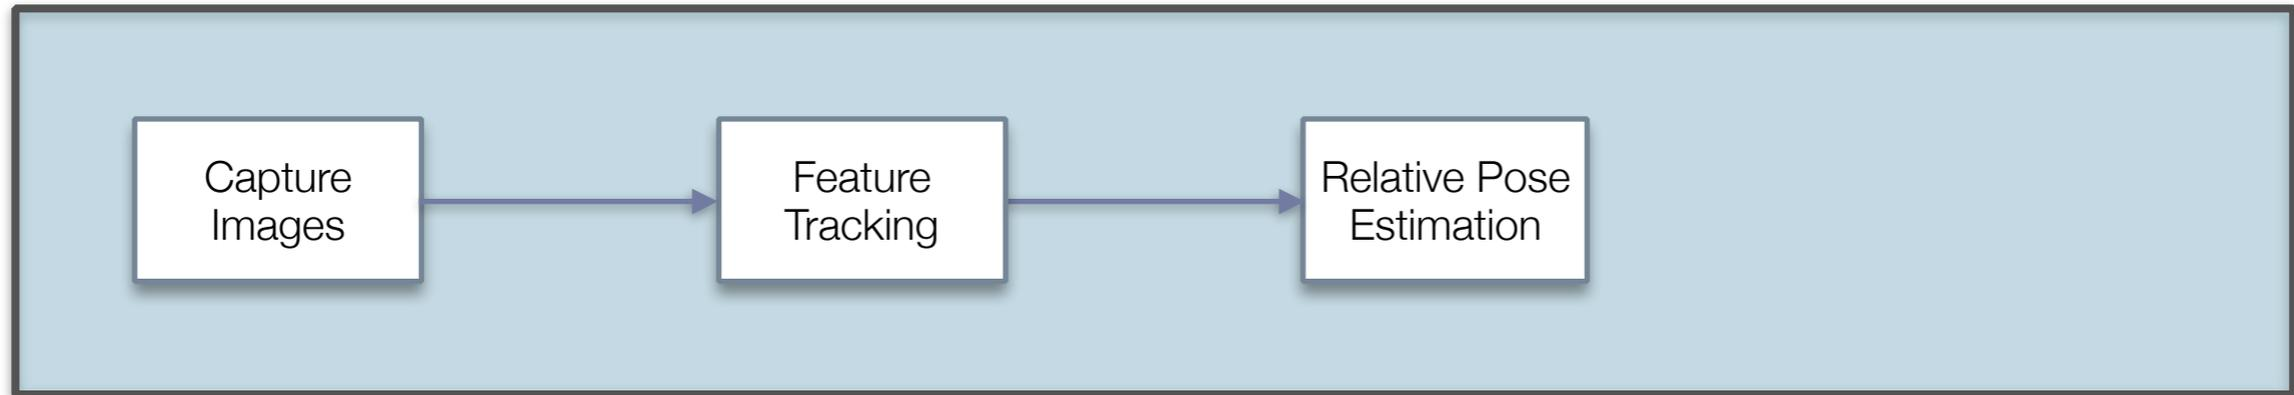 Capture
Images
Feature
Tracking
Relative Pose
Estimation